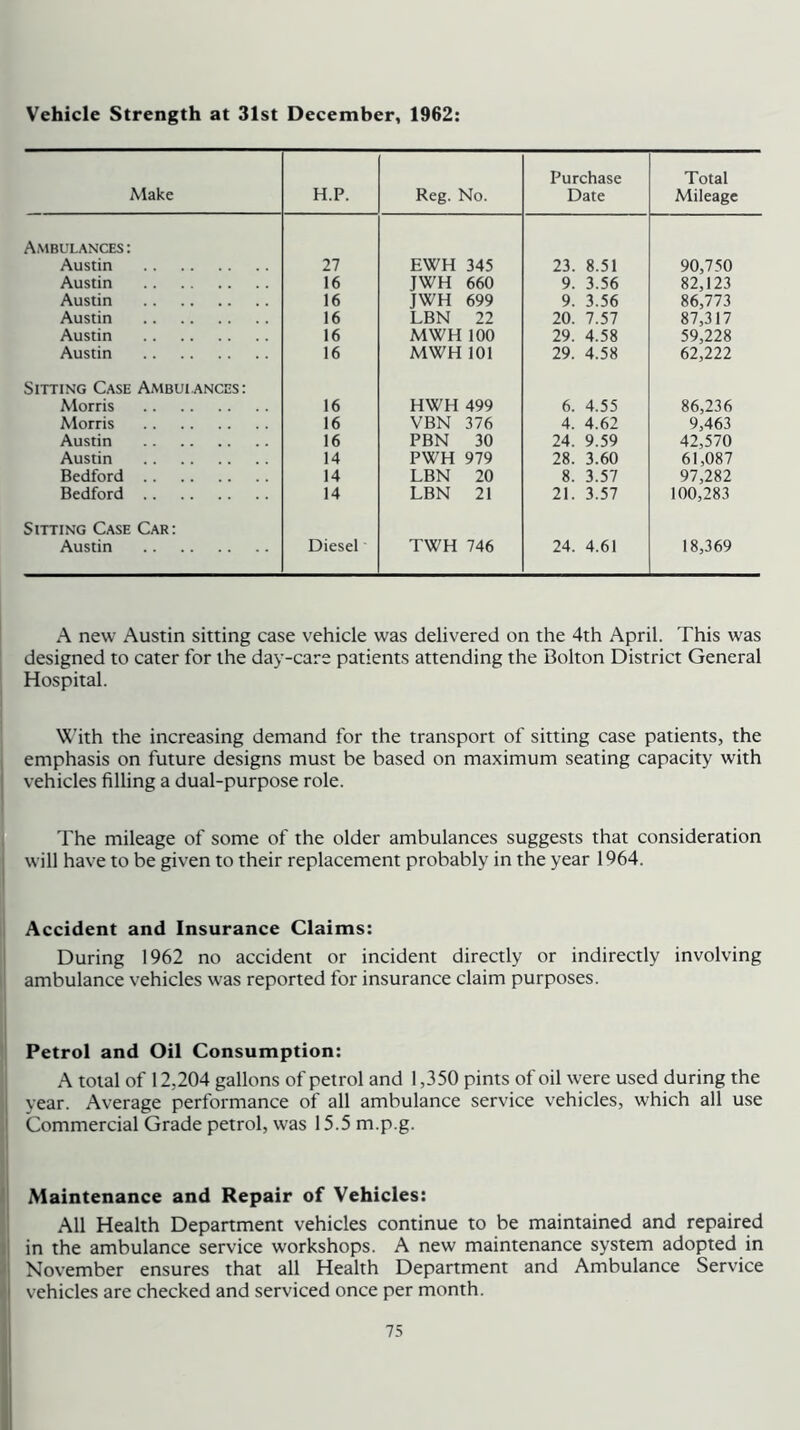 Vehicle Strength at 31st December, 1962:
Make H.P. Reg. No. Purchase Date Total Mileage
AMBULANCES:
Austin .. .. .. .. .. 27 EWH 345 23. 8.51 90,750
Austin .. .. .. .. .. 16 JWH 660 9. 3.56 82,123
Austin .. .. .. .. .. 16 JWH 699 9. 3.56 86,773
Austin .. .. .. .. .. 16 LBN 22 20. 7.57 87,317
Austin .. .. .. .. .. 16 MWH 100 29. 4.58 59,228
Austin .. .. .. .. .. 16 MWH 101 29. 4.58 62,222
SITTING CASE AMBULANCES:
Morris .. .. .. .. .. 16 HWH 499 6. 4.55 86,236
Morris .. .. .. .. .. 16 VBN 376 4. 4.62 9,463
Austin .. .. .. .. .. 16 PBN 30 24. 9.59 42,570
Austin .. .. .. .. .. 14 PWH 979 28. 3.60 61,087
Bedford .. .. .. .. .. 14 LBN 20 8. 3.57 97,282
Bedford .. .. .. .. .. 14 LBN 21 21. 3.57 100,283
SITTING CASE CAR:
Austin .. .. .. .. .. Diesel TWH 746 24. 4.61 18,369
A new Austin sitting case vehicle was delivered on the 4th April. This was
designed to cater for the day-care patients attending the Bolton District General
Hospital.
With the increasing demand for the transport of sitting case patients, the
emphasis on future designs must be based on maximum seating capacity with
vehicles filling a dual-purpose role.
The mileage of some of the older ambulances suggests that consideration
will have to be given to their replacement probably in the year 1964.
Accident and Insurance Claims:
During 1962 no accident or incident directly or indirectly involving
ambulance vehicles was reported for insurance claim purposes.
Petrol and Oil Consumption:
A total of 12,204 gallons of petrol and 1,350 pints of oil were used during the
year. Average performance of all ambulance service vehicles, which all use
Commercial Grade petrol, was 15.5 m.p.g.
Maintenance and Repair of Vehicles:
All Health Department vehicles continue to be maintained and repaired
in the ambulance service workshops. A new maintenance system adopted in
November ensures that all Health Department and Ambulance Service
vehicles are checked and serviced once per month.
75